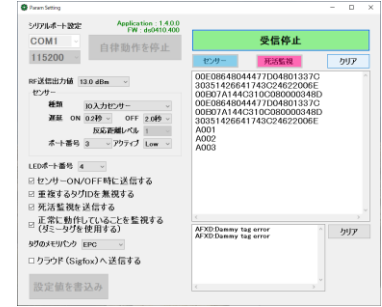 Param Setting
シリアルポート設定
Application : 1.4.0.0
FW : ds0410.400
COM1
115200
自律動作を停止
受信停止
センサー
死活監視
クリア
RF送信出力値 13.0 dBm
センサー
種類 IO入力センサー
遅延 ON 0.2秒 OFF 2.0秒
反応距離レベル 1
ポート番号 3 アクティブ Low
LEDポート番号 4
センサーON/OFF時に送信する
重複するタグIDを無視する
死活監視を送信する
正常に動作していることを監視する
(ダミータグを使用する)
タグのメモリバンク EPC
クラウド(Sigfox)へ送信する
設定値を書込み
00E08648044477D04801337C
30351426641743C24622006E
00B07A144C310C080000348D
00E08648044477D04801337C
00B07A144C310C080000348D
30351426641743C24622006E
A001
A002
A003
AFXD:Dammy tag error
AFXD:Dammy tag error
クリア